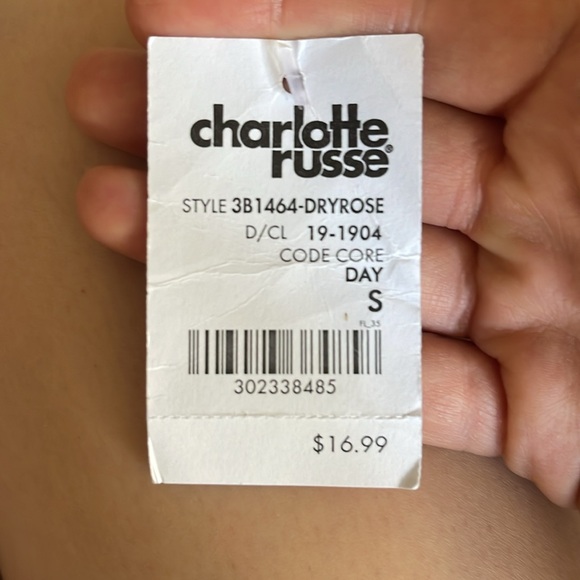 charlotte
russe®
STYLE 3B1464-DRYROSE
D/CL 19-1904
CODE CORE
DAY
S
302338485
$16.99